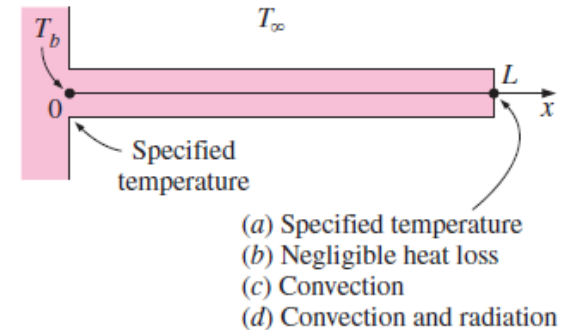 T∞
Tb
L
0
x
Specified
temperature
(a) Specified temperature
(b) Negligible heat loss
(c) Convection
(d) Convection and radiation